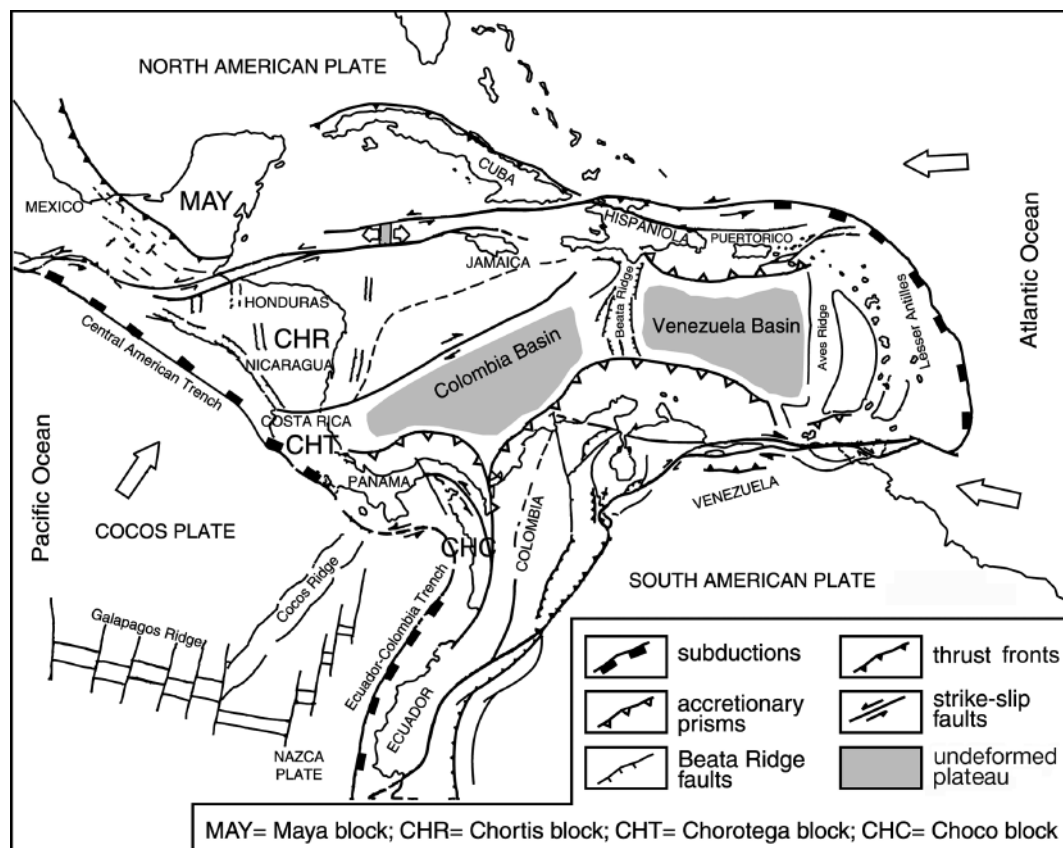 NORTH AMERICAN PLATE
CUBA
MAY
MEXICO
HISPANIOLA
PUERTORICO
JAMAICA
Atlantic Ocean
HONDURAS
Beata Ridge
Venezuela Basin
Aves Ridge
Lesser Antilles
CHR
NICARAGUA
Central American Trench
Colombia Basin
COSTA RICA
CHT
Pacific Ocean
PANAMA
VENEZUELA
COLOMBIA
COCOS PLATE
CHC
SOUTH AMERICAN PLATE
Cocos Ridge
Galapagos Ridge
Ecuador-Colombia Trench
ECUADOR
NAZCA
PLATE
subductions
thrust fronts
accretionary
prisms
strike-slip
faults
Beata Ridge
faults
undeformed
plateau
MAY= Maya block; CHR= Chortis block; CHT= Chorotega block; CHC= Choco block